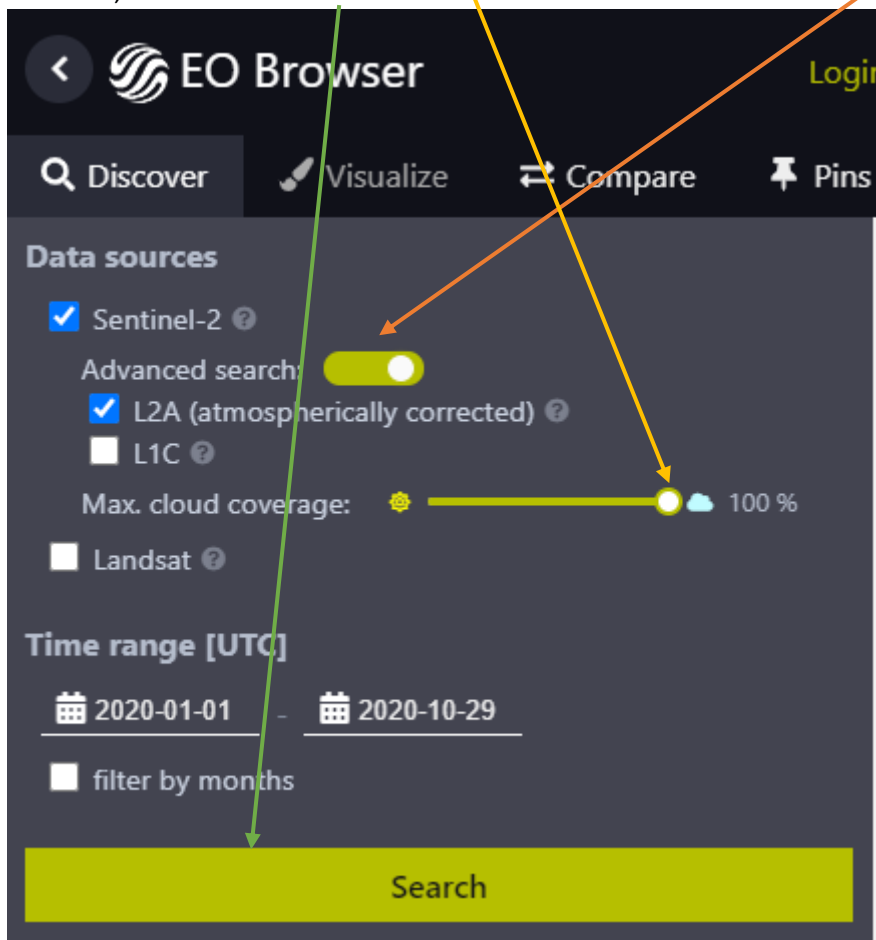 EO Browser
Login
Discover Visualize Compare Pins
Data sources
Sentinel-2
Advanced search:
L2A (atmospherically corrected)
L1C
Max. cloud coverage: 100 %
Landsat
Time range [UTC]
2020-01-01 - 2020-10-29
filter by months
Search